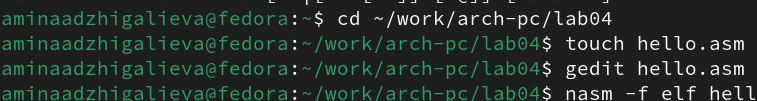 aminaadzhigalieva@fedora:~$ cd ~/work/arch-pc/lab04
aminaadzhigalieva@fedora:~/work/arch-pc/lab04$ touch hello.asm
aminaadzhigalieva@fedora:~/work/arch-pc/lab04$ gedit hello.asm
aminaadzhigalieva@fedora:~/work/arch-pc/lab04$ nasm -f elf hell